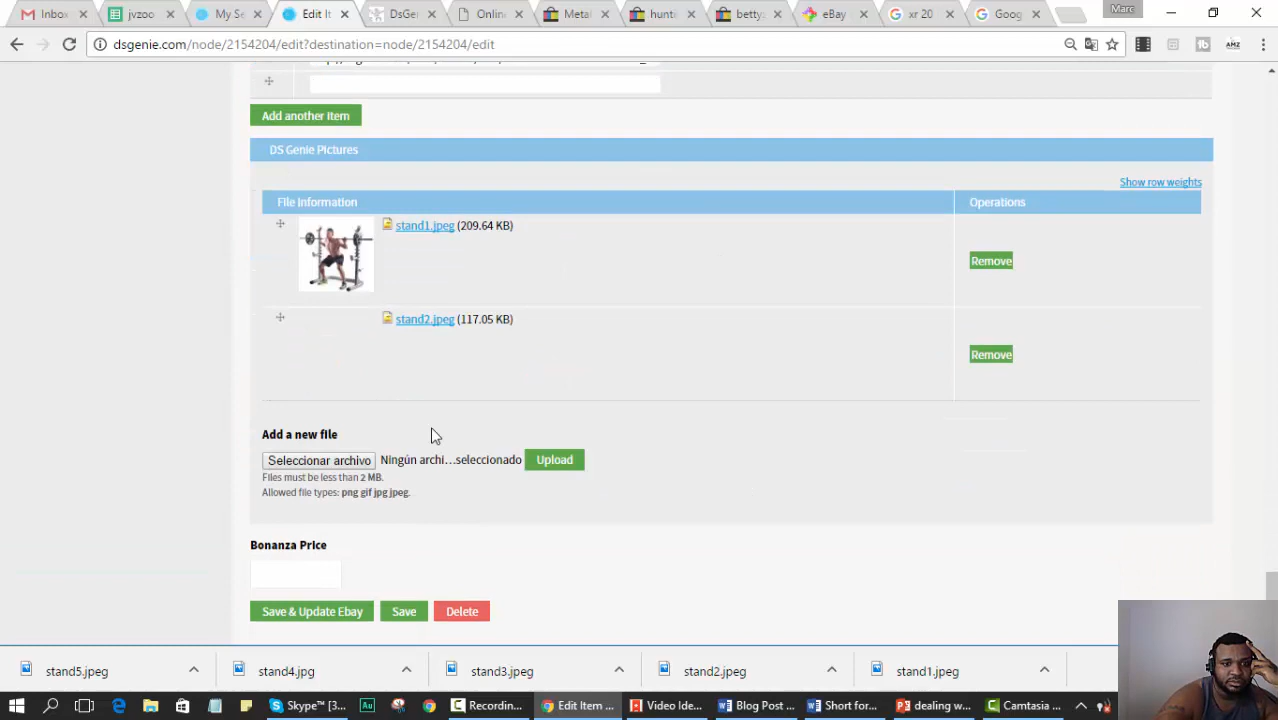 Inbox
jvzoo
My Se
Edit It
DsGer
Online
Metal
hunti
betty
eBay
xr 20
Goog
Marc
dsgenie.com/node/2154204/edit?destination=node/2154204/edit
Add another item
DS Genie Pictures
Show row weights
File Information
Operations
stand1.jpeg (209.64 KB)
Remove
stand2.jpeg (117.05 KB)
Remove
Add a new file
Seleccionar archivo Ningún archi...seleccionado Upload
Files must be less than 2 MB.
Allowed file types: png gif jpg jpeg.
Bonanza Price
Save & Update Ebay Save Delete
stand5.jpeg
stand4.jpg
stand3.jpeg
stand2.jpeg
stand1.jpeg
Skype™ [3...
Recordin...
Edit Item ...
Video Ide...
Blog Post ...
Short for...
dealing w...
Camtasia ...